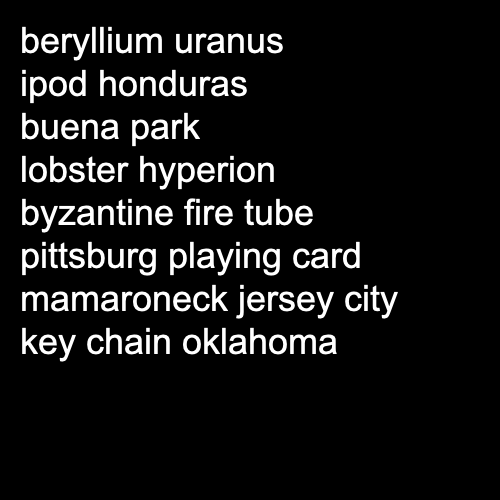 beryllium uranus
ipod honduras
buena park
lobster hyperion
byzantine fire tube
pittsburg playing card
mamaroneck jersey city
key chain oklahoma